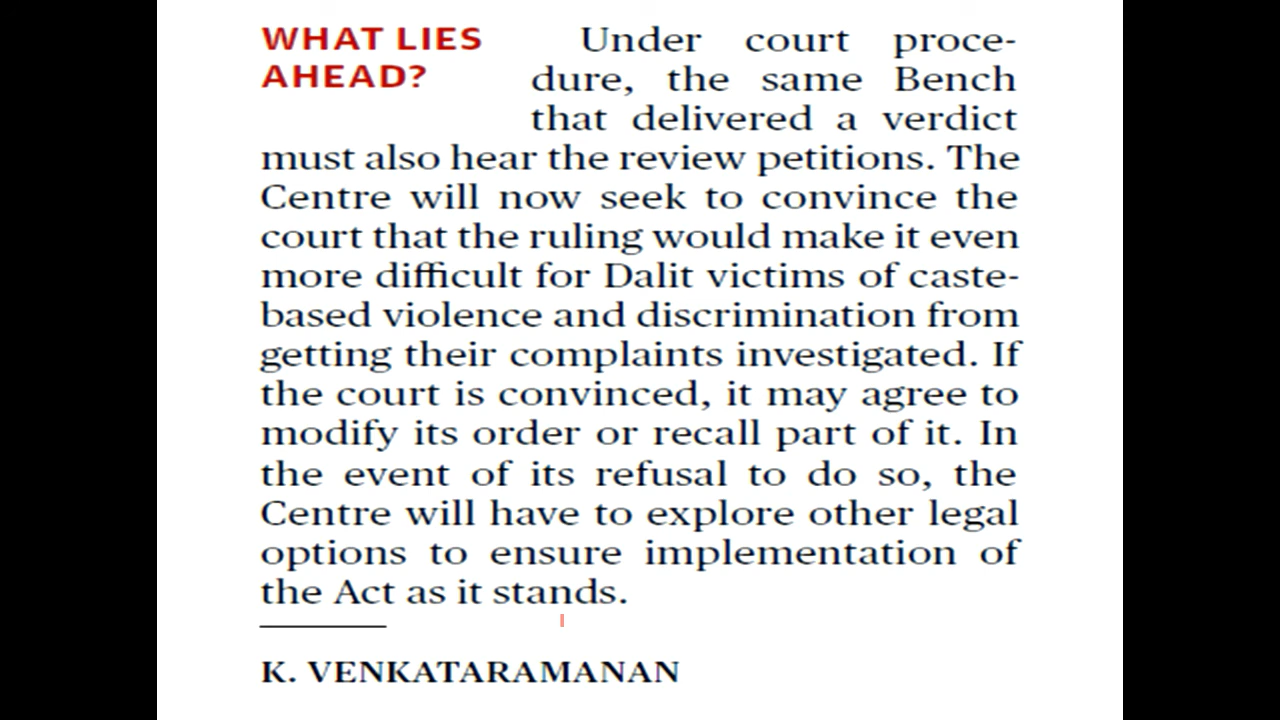 WHAT LIES
AHEAD?
Under court proce-
dure, the same Bench
that delivered a verdict
must also hear the review petitions. The
Centre will now seek to convince the
court that the ruling would make it even
more difficult for Dalit victims of caste-
based violence and discrimination from
getting their complaints investigated. If
the court is convinced, it may agree to
modify its order or recall part of it. In
the event of its refusal to do so, the
Centre will have to explore other legal
options to ensure implementation of
the Act as it stands.
K. VENKATARAMANAN